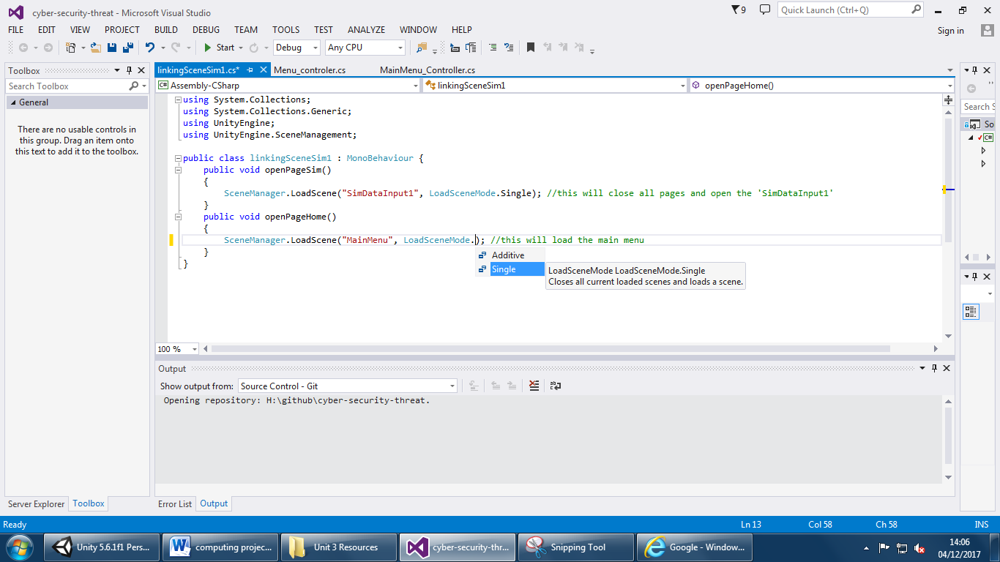 cyber-security-threat - Microsoft Visual Studio
9
Quick Launch (Ctrl+Q)
FILE EDIT VIEW PROJECT BUILD DEBUG TEAM TOOLS TEST ANALYZE WINDOW HELP
Sign in
Start Debug Any CPU
Toolbox
Search Toolbox
General
There are no usable controls in
this group. Drag an item onto
this text to add it to the toolbox.
Server Explorer Toolbox
linkingSceneSim1.cs* Menu_controler.cs MainMenu_Controller.cs
C# Assembly-CSharp linkingSceneSim1 openPageHome()
using System.Collections;
using System.Collections.Generic;
using UnityEngine;
using UnityEngine.SceneManagement;
public class linkingSceneSim1 : MonoBehaviour {
public void openPageSim()
{
SceneManager.LoadScene("SimDataInput1", LoadSceneMode.Single); //this will close all pages and open the 'SimDataInput1'
}
public void openPageHome()
{
SceneManager.LoadScene("MainMenu", LoadSceneMode.); //this will load the main menu
}
}
Additive
Single
LoadSceneMode LoadSceneMode.Single
Closes all current loaded scenes and loads a scene.
100 %
Output
Show output from: Source Control - Git
Opening repository: H:\github\cyber-security-threat.
Error List Output
Search S
So
C#
Ready Ln 13 Col 58 Ch 58 INS
Unity 5.6.1f1 Pers... computing projec... Unit 3 Resources cyber-security-thr... Snipping Tool Google - Window...
14:06
04/12/2017